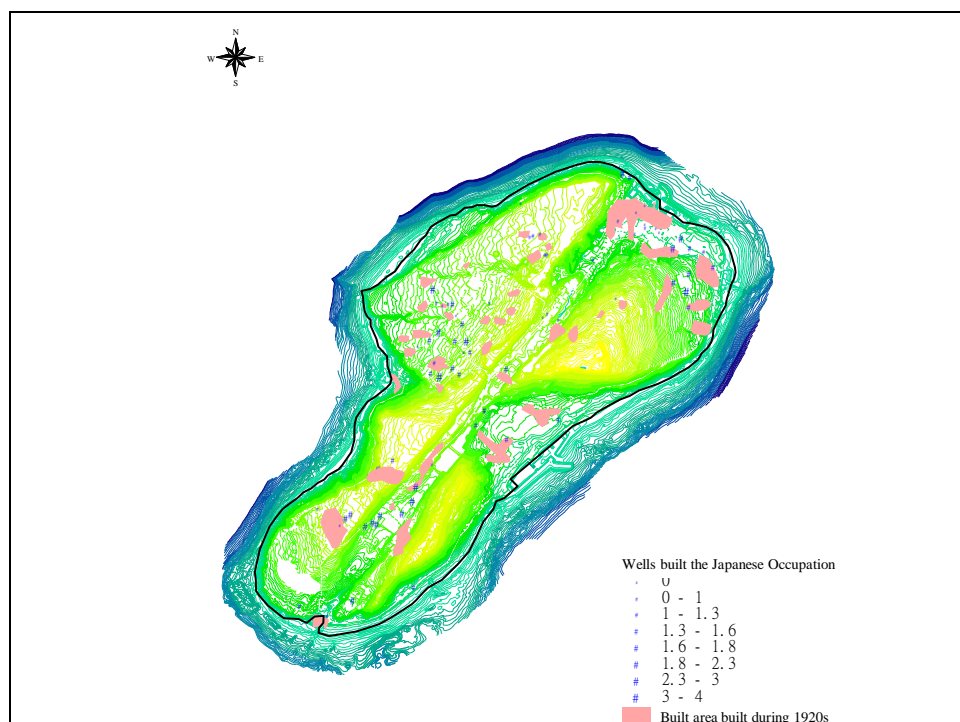 N
W E
S
Wells built the Japanese Occupation
0
# 0 - 1
# 1 - 1.3
# 1.3 - 1.6
# 1.6 - 1.8
# 1.8 - 2.3
# 2.3 - 3
# 3 - 4
Built area built during 1920s